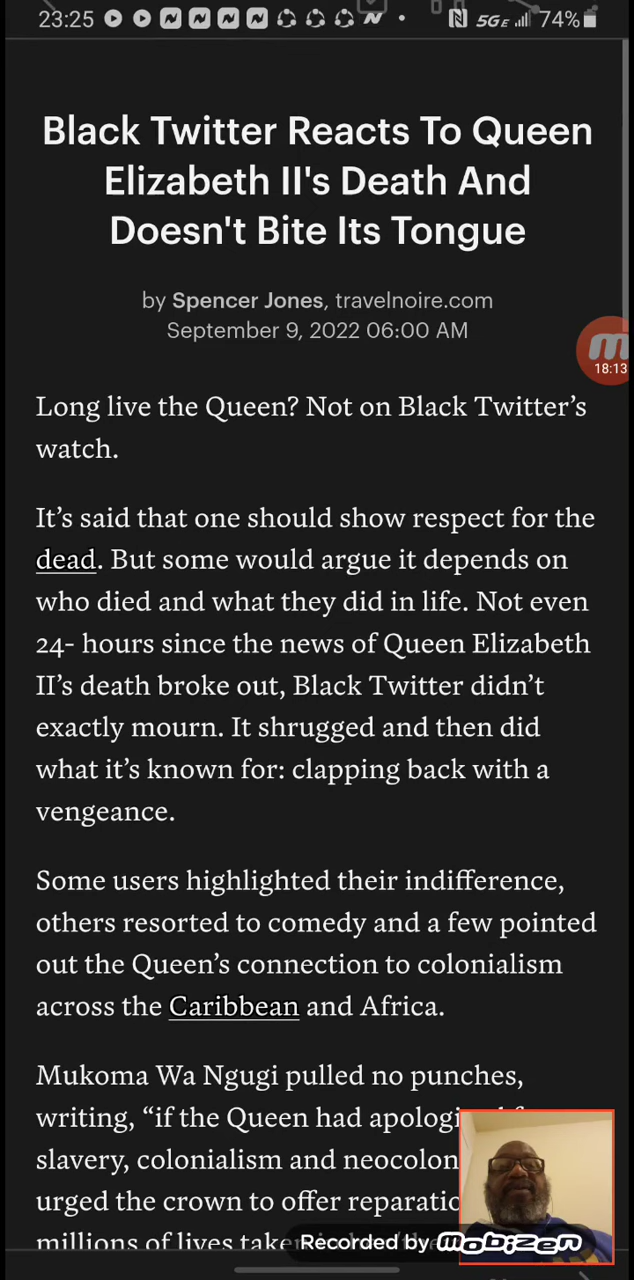 23:25
5GE
74%
Black Twitter Reacts To Queen
Elizabeth II's Death And
Doesn't Bite Its Tongue
by Spencer Jones, travelnoire.com
September 9, 2022 06:00 AM
18:13
Long live the Queen? Not on Black Twitter’s
watch.
It’s said that one should show respect for the
dead. But some would argue it depends on
who died and what they did in life. Not even
24- hours since the news of Queen Elizabeth
II’s death broke out, Black Twitter didn’t
exactly mourn. It shrugged and then did
what it’s known for: clapping back with a
vengeance.
Some users highlighted their indifference,
others resorted to comedy and a few pointed
out the Queen’s connection to colonialism
across the Caribbean and Africa.
Mukoma Wa Ngugi pulled no punches,
writing, “if the Queen had
slavery, colonialism and
urged the crown to offer
millions of lives
Recorded by mobizen